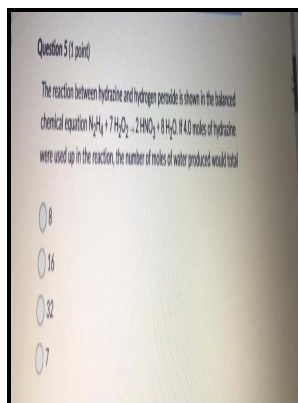 Question 5 (1 point)
The reaction between hydrazine and hydrogen peroxide is shown in the balanced
chemical equation N₂H₄ + 7 H₂O₂ → 2 HNO₃ + 8 H₂O. If 4.0 moles of hydrazine
were used up in the reaction, the number of moles of water produced would total
8
16
32
7